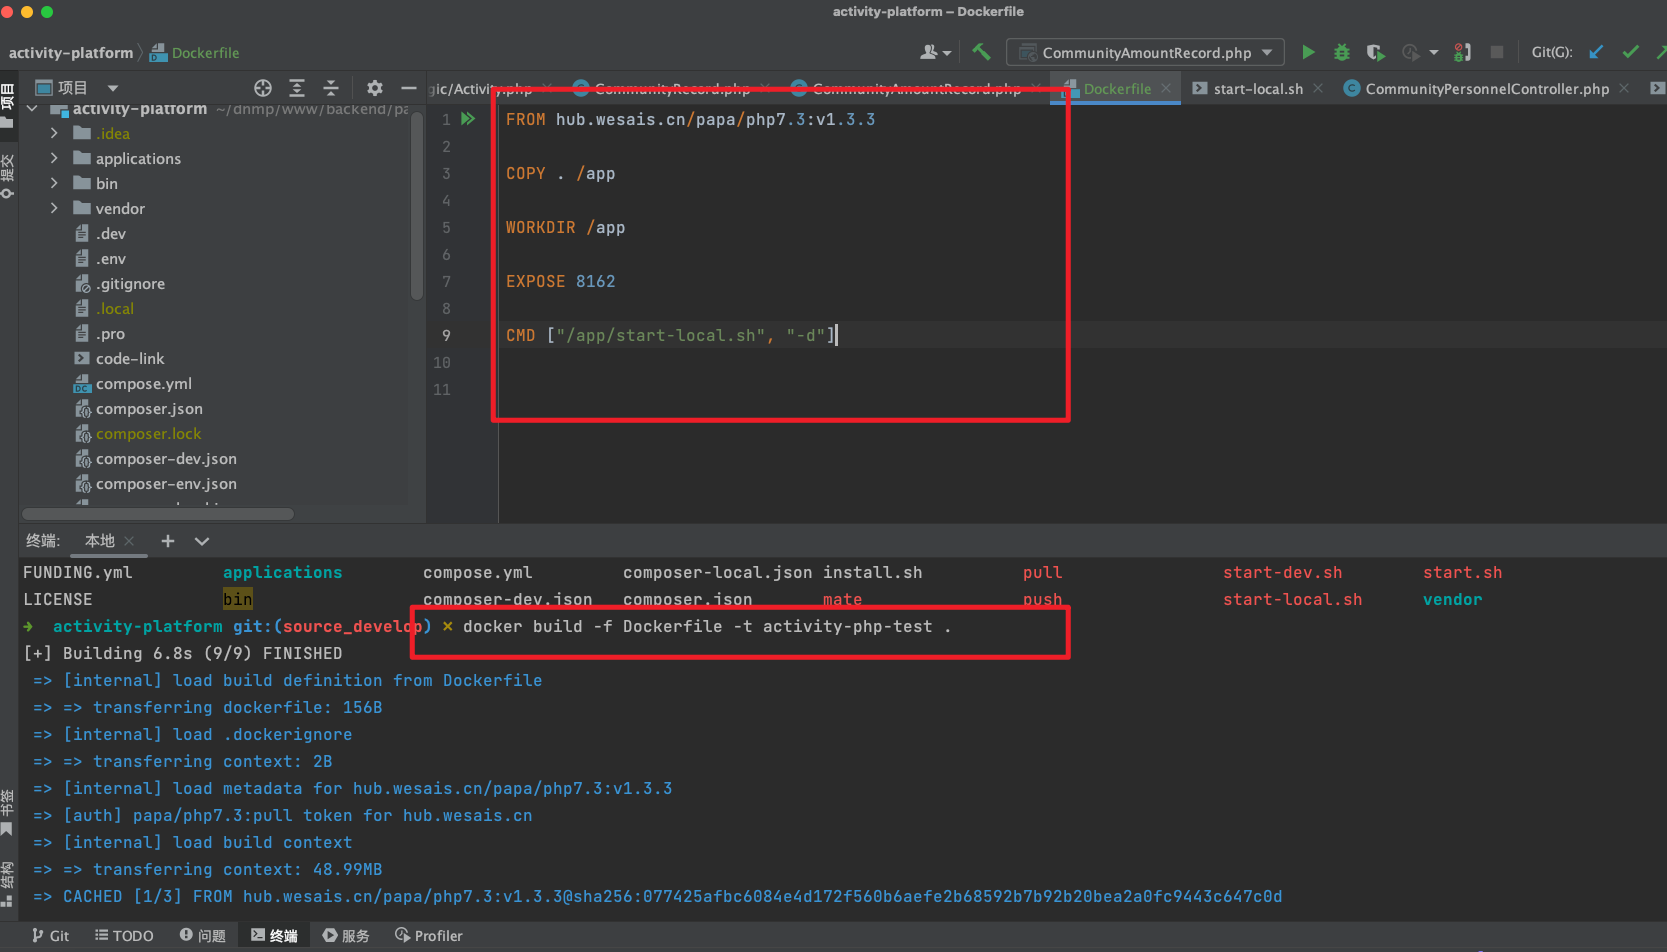 activity-platform – Dockerfile
activity-platform Dockerfile
CommunityAmountRecord.php
Git(G):
项目
gic/Activity.php
CommunityRecord.php
CommunityAmountRecord.php
Dockerfile
start-local.sh
CommunityPersonnelController.php
项目
提交
书签
结构
activity-platform ~/dnmp/www/backend/pa
.idea
applications
bin
vendor
.dev
.env
.gitignore
.local
.pro
code-link
compose.yml
composer.json
composer.lock
composer-dev.json
composer-env.json
1 FROM hub.wesais.cn/papa/php7.3:v1.3.3
2
3 COPY . /app
4
5 WORKDIR /app
6
7 EXPOSE 8162
8
9 CMD ["/app/start-local.sh", "-d"]
10
11
终端: 本地
FUNDING.yml applications compose.yml composer-local.json install.sh pull start-dev.sh start.sh
LICENSE bin composer-dev.json composer.json mate push start-local.sh vendor
➜ activity-platform git:(source_develop) ✗ docker build -f Dockerfile -t activity-php-test .
[+] Building 6.8s (9/9) FINISHED
=> [internal] load build definition from Dockerfile
=> => transferring dockerfile: 156B
=> [internal] load .dockerignore
=> => transferring context: 2B
=> [internal] load metadata for hub.wesais.cn/papa/php7.3:v1.3.3
=> [auth] papa/php7.3:pull token for hub.wesais.cn
=> [internal] load build context
=> => transferring context: 48.99MB
=> CACHED [1/3] FROM hub.wesais.cn/papa/php7.3:v1.3.3@sha256:077425afbc6084e4d172f560b6aefe2b68592b7b92b20bea2a0fc9443c647c0d
Git TODO 问题 终端 服务 Profiler